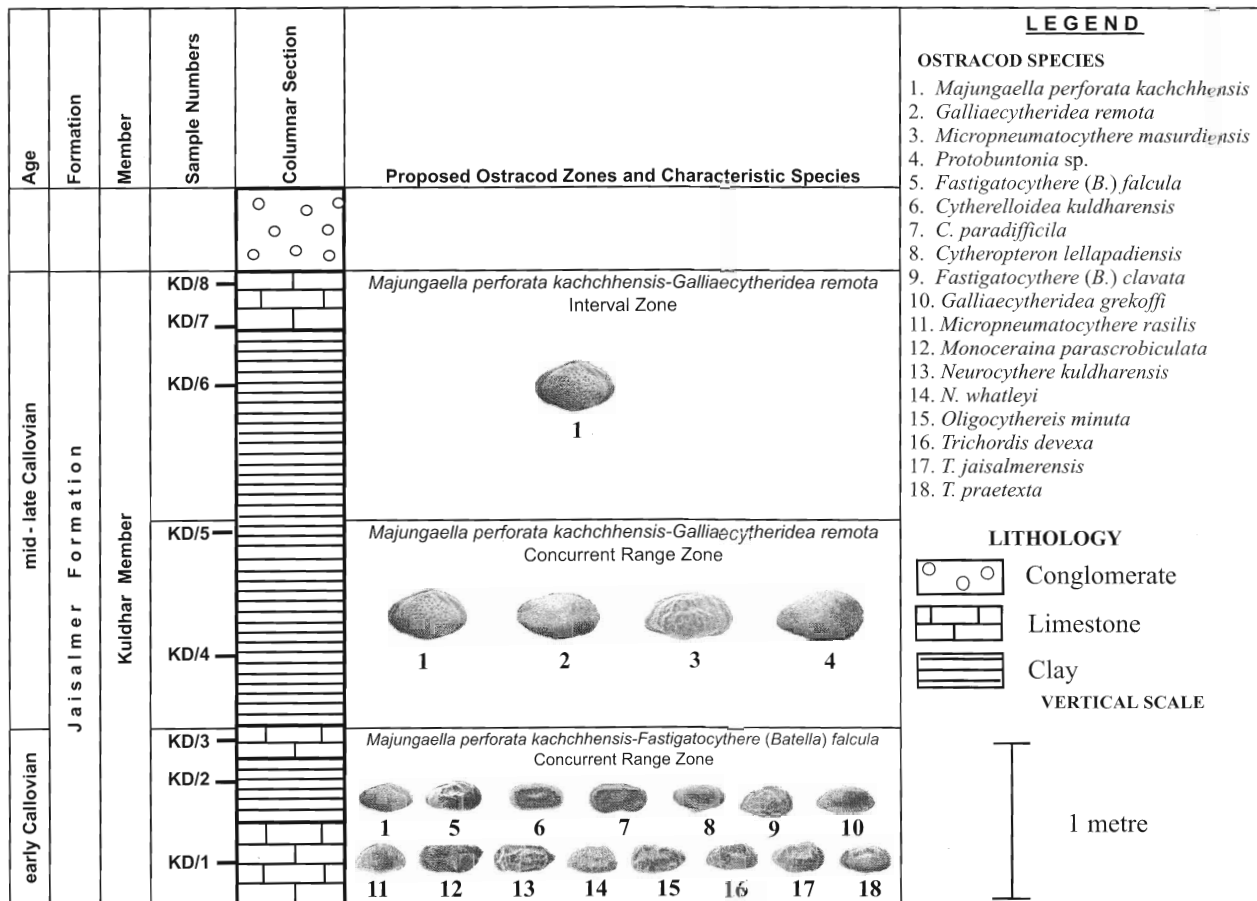 Age
Formation
Member
Sample Numbers
Columnar Section
Proposed Ostracod Zones and Characteristic Species
mid - late Callovian
early Callovian
Jaisalmer Formation
Kuldhar Member
KD/8
KD/7
KD/6
KD/5
KD/4
KD/3
KD/2
KD/1
Majungaella perforata kachchhensis-Galliaecytheridea remota
Interval Zone
1
Majungaella perforata kachchhensis-Galliaecytheridea remota
Concurrent Range Zone
1 2 3 4
Majungaella perforata kachchhensis-Fastigatocythere (Batella) falcula
Concurrent Range Zone
1 5 6 7 8 9 10
11 12 13 14 15 16 17 18
LEGEND
OSTRACOD SPECIES
1. Majungaella perforata kachchhensis
2. Galliaecytheridea remota
3. Micropneumatocythere masurdiensis
4. Protobuntonia sp.
5. Fastigatocythere (B.) falcula
6. Cytherelloidea kuldharensis
7. C. paradifficila
8. Cytheropteron lellapadiensis
9. Fastigatocythere (B.) clavata
10. Galliaecytheridea grekoffi
11. Micropneumatocythere rasilis
12. Monoceraina parascrobiculata
13. Neurocythere kuldharensis
14. N. whatleyi
15. Oligocythereis minuta
16. Trichordis devexa
17. T. jaisalmerensis
18. T. praetexta
LITHOLOGY
Conglomerate
Limestone
Clay
VERTICAL SCALE
1 metre